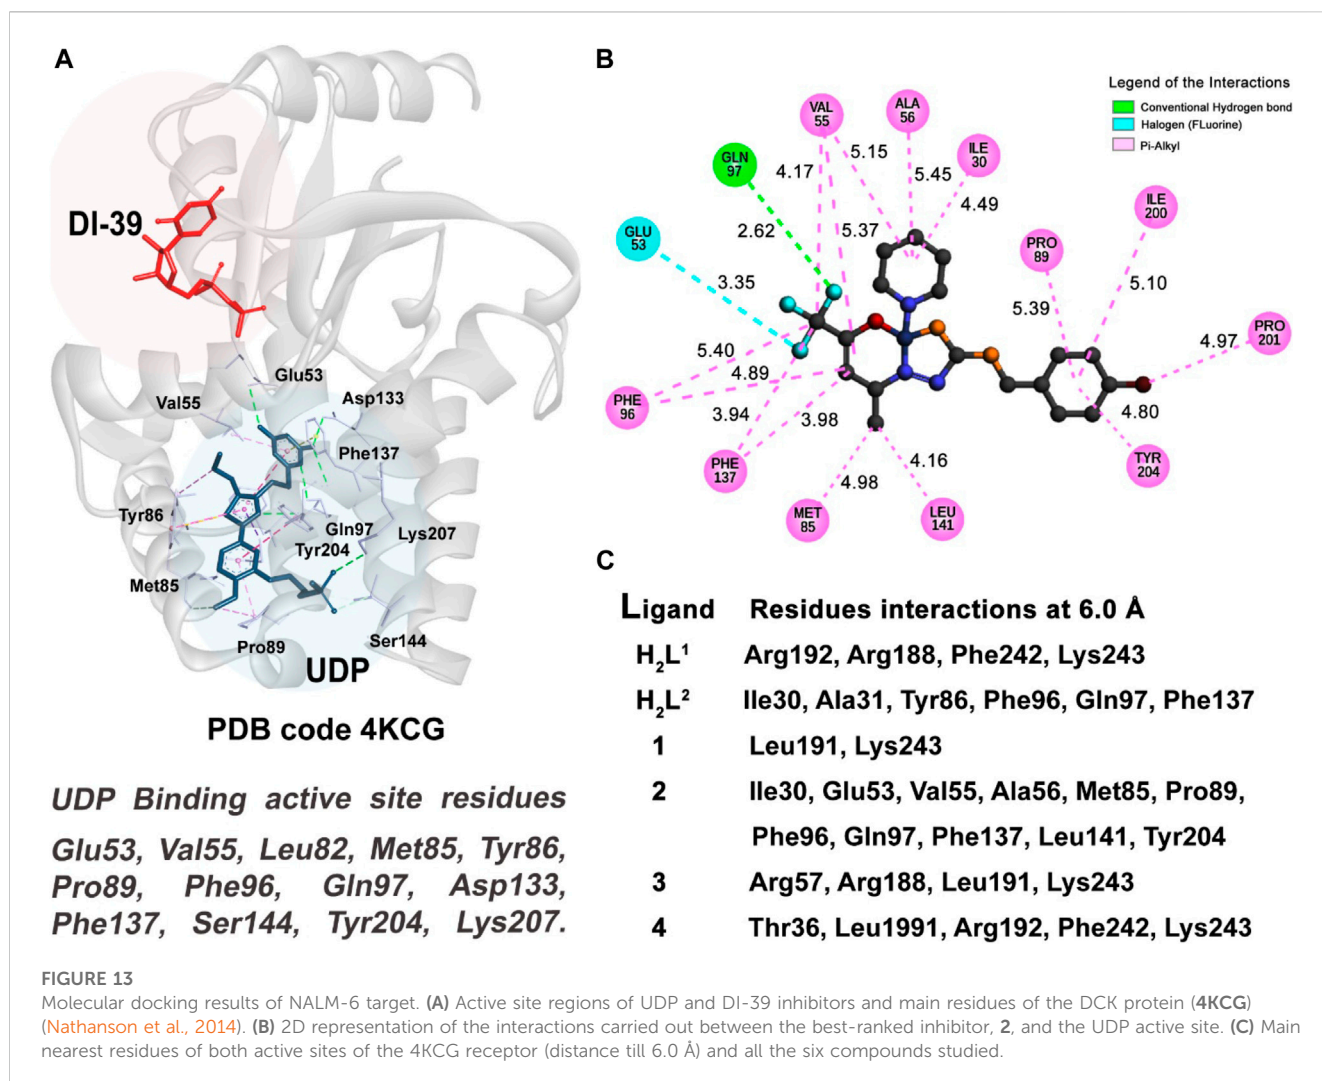 A
DI-39
Glu53
Val55
Asp133
Phe137
Tyr86
Gln97
Tyr204
Lys207
Met85
Pro89
Ser144
UDP
PDB code 4KCG
UDP Binding active site residues
Glu53, Val55, Leu82, Met85, Tyr86,
Pro89, Phe96, Gln97, Asp133,
Phe137, Ser144, Tyr204, Lys207.
B
Legend of the Interactions
Conventional Hydrogen bond
Halogen (FLuorine)
Pi-Alkyl
VAL
55
ALA
56
ILE
30
GLN
97
GLU
53
ILE
200
PRO
89
PRO
201
PHE
96
PHE
137
MET
85
LEU
141
TYR
204
4.17
5.15
5.45
4.49
2.62
5.37
3.35
5.39
5.10
4.97
5.40
4.89
3.94
3.98
4.80
4.16
4.98
C
Ligand Residues interactions at 6.0 Å
H₂L¹ Arg192, Arg188, Phe242, Lys243
H₂L² Ile30, Ala31, Tyr86, Phe96, Gln97, Phe137
1 Leu191, Lys243
2 Ile30, Glu53, Val55, Ala56, Met85, Pro89,
Phe96, Gln97, Phe137, Leu141, Tyr204
3 Arg57, Arg188, Leu191, Lys243
4 Thr36, Leu1991, Arg192, Phe242, Lys243
FIGURE 13
Molecular docking results of NALM-6 target. (A) Active site regions of UDP and DI-39 inhibitors and main residues of the DCK protein (4KCG)
(Nathanson et al., 2014). (B) 2D representation of the interactions carried out between the best-ranked inhibitor, 2, and the UDP active site. (C) Main
nearest residues of both active sites of the 4KCG receptor (distance till 6.0 Å) and all the six compounds studied.